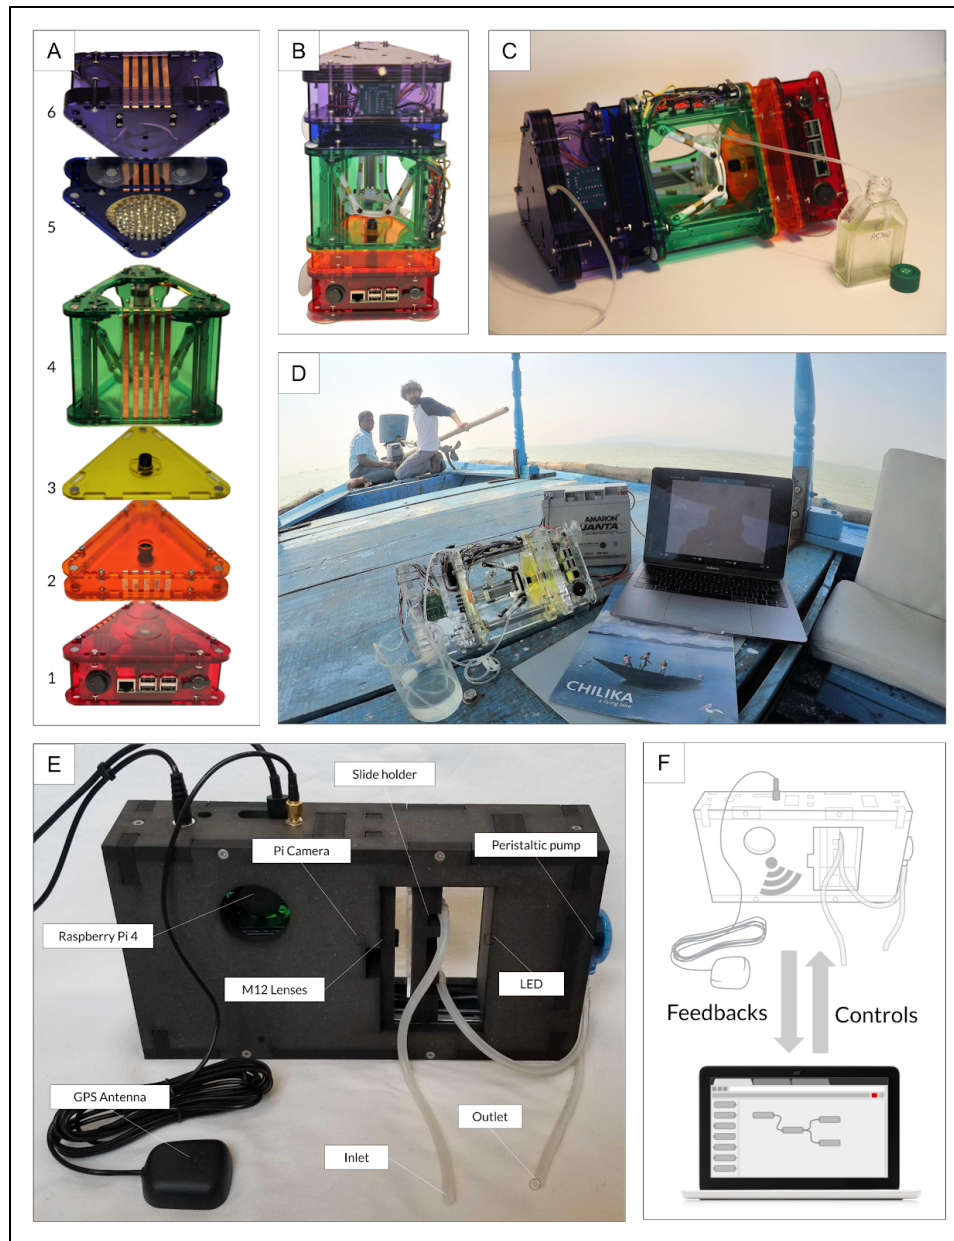 A
6
5
4
3
2
1
B
C
D
AMARON
QUANTA
CHILIKA
a living lake
E
Slide holder
Pi Camera
Peristaltic pump
Raspberry Pi 4
M12 Lenses
LED
GPS Antenna
Outlet
Inlet
F
Feedbacks
Controls